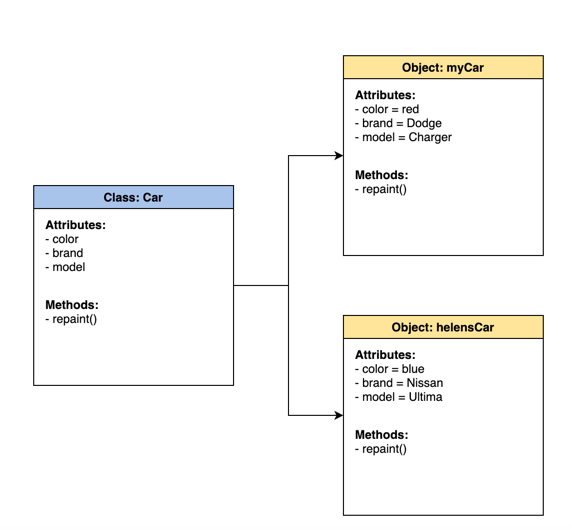 Object: myCar
Attributes:
- color = red
- brand = Dodge
- model = Charger
Methods:
- repaint()
Class: Car
Attributes:
- color
- brand
- model
Methods:
- repaint()
Object: helensCar
Attributes:
- color = blue
- brand = Nissan
- model = Ultima
Methods:
- repaint()